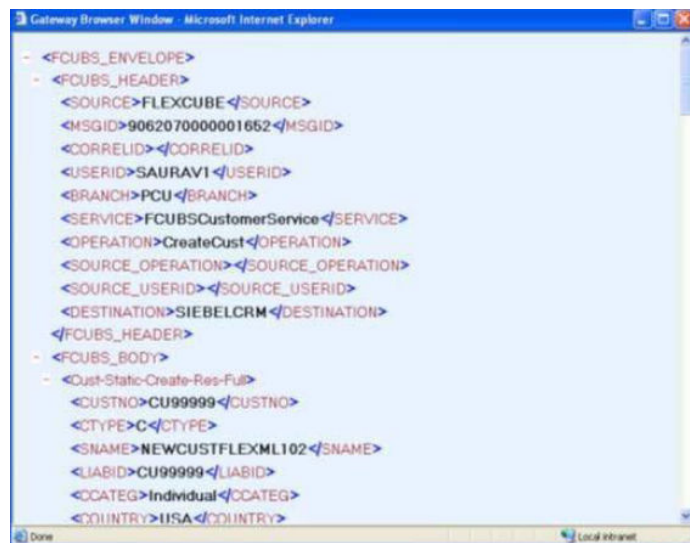 Gateway Browser Window - Microsoft Internet Explorer
- <FCUBS_ENVELOPE>
- <FCUBS_HEADER>
<SOURCE>FLEXCUBE</SOURCE>
<MSGID>9062070000001652</MSGID>
<CORRELID></CORRELID>
<USERID>SAURAV1</USERID>
<BRANCH>PCU</BRANCH>
<SERVICE>FCUBSCustomerService</SERVICE>
<OPERATION>CreateCust</OPERATION>
<SOURCE_OPERATION></SOURCE_OPERATION>
<SOURCE_USERID></SOURCE_USERID>
<DESTINATION>SIEBELCRM</DESTINATION>
</FCUBS_HEADER>
- <FCUBS_BODY>
- <Cust-Static-Create-Res-Full>
<CUSTNO>CU99999</CUSTNO>
<CTYPE>C</CTYPE>
<SNAME>NEWCUSTFLEXML102</SNAME>
<LIABID>CU99999</LIABID>
<CCATEG>Individual</CCATEG>
<COUNTRY>USA</COUNTRY>
Done Local intranet